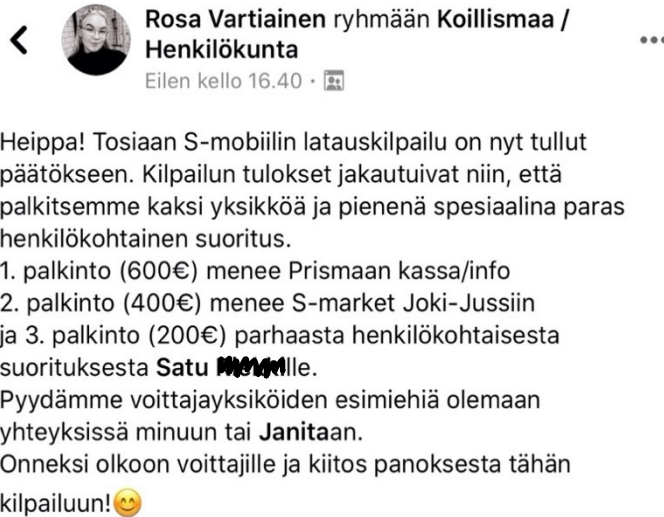 Rosa Vartiainen ryhmään Koillismaa /
Henkilökunta
Eilen kello 16.40 ·
Heippa! Tosiaan S-mobiilin latauskilpailu on nyt tullut
päätökseen. Kilpailun tulokset jakautuivat niin, että
palkitsemme kaksi yksikköä ja pienenä spesiaalina paras
henkilökohtainen suoritus.
1. palkinto (600€) menee Prismaan kassa/info
2. palkinto (400€) menee S-market Joki-Jussiin
ja 3. palkinto (200€) parhaasta henkilökohtaisesta
suorituksesta Satu lle.
Pyydämme voittajayksiköiden esimiehiä olemaan
yhteyksissä minuun tai Janitaan.
Onneksi olkoon voittajille ja kiitos panoksesta tähän
kilpailuun!😊